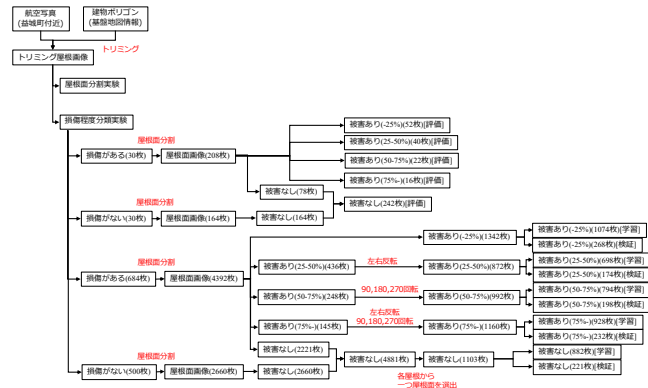 航空写真
(益城町付近)
建物ポリゴン
(基盤地図情報)
トリミング
トリミング屋根画像
屋根面分割実験
損傷程度分類実験
屋根面分割
損傷がある(30枚)
屋根面画像(208枚)
被害あり(-25%)(52枚)[評価]
被害あり(25-50%)(40枚)[評価]
被害あり(50-75%)(22枚)[評価]
被害あり(75%-)(16枚)[評価]
被害なし(78枚)
被害なし(242枚)[評価]
屋根面分割
損傷がない(30枚)
屋根面画像(164枚)
被害なし(164枚)
屋根面分割
損傷がある(684枚)
屋根面画像(4392枚)
被害あり(-25%)(1342枚)
被害あり(-25%)(1074枚)[学習]
被害あり(-25%)(268枚)[検証]
被害あり(25-50%)(436枚)
左右反転
被害あり(25-50%)(872枚)
被害あり(25-50%)(698枚)[学習]
被害あり(25-50%)(174枚)[検証]
被害あり(50-75%)(248枚)
90,180,270回転
被害あり(50-75%)(992枚)
被害あり(50-75%)(794枚)[学習]
被害あり(50-75%)(198枚)[検証]
被害あり(75%-)(145枚)
左右反転
90,180,270回転
被害あり(75%-)(1160枚)
被害あり(75%-)(928枚)[学習]
被害あり(75%-)(232枚)[検証]
被害なし(2221枚)
屋根面分割
損傷がない(500枚)
屋根面画像(2660枚)
被害なし(2660枚)
被害なし(4881枚)
被害なし(1103枚)
被害なし(882枚)[学習]
被害なし(221枚)[検証]
各屋根から
一つ屋根面を選出